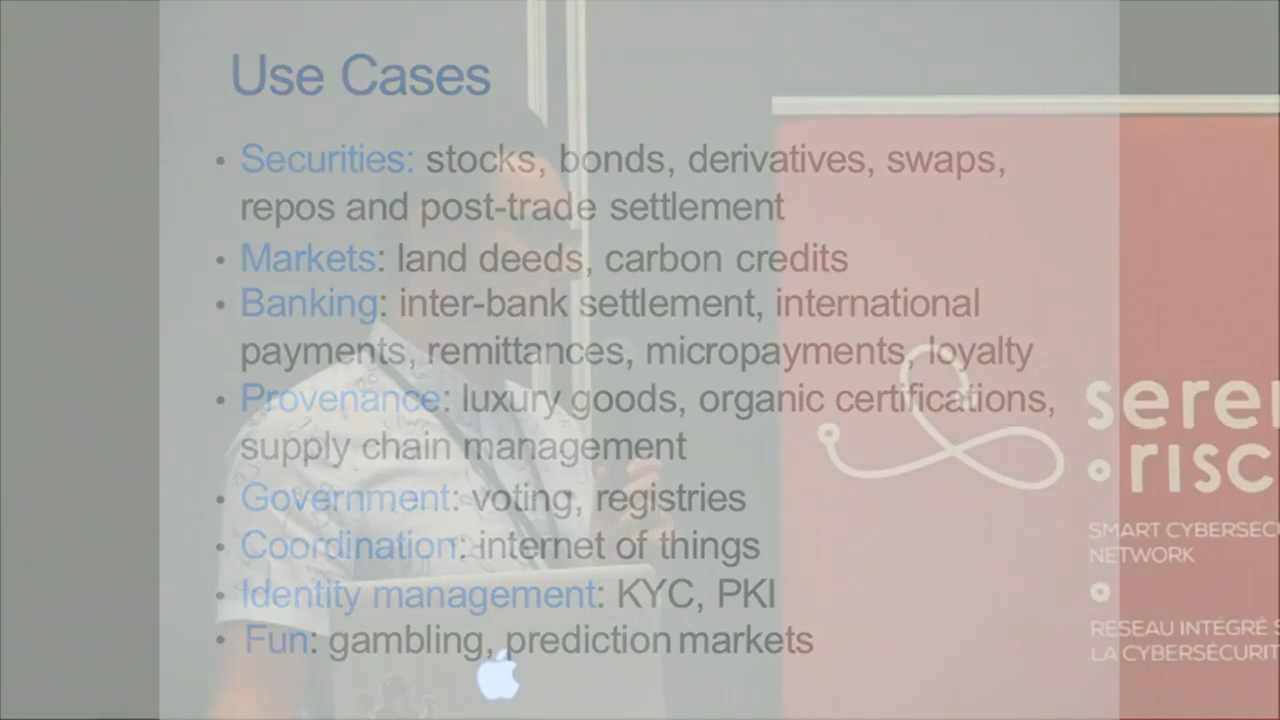 Use Cases
• Securities: stocks, bonds, derivatives, swaps,
repos and post-trade settlement
• Markets: land deeds, carbon credits
• Banking: inter-bank settlement, international
payments, remittances, micropayments, loyalty
• Provenance: luxury goods, organic certifications,
supply chain management
• Government: voting, registries
• Coordination: internet of things
• Identity management: KYC, PKI
• Fun: gambling, prediction markets
sere
risc
SMART CYBERSEC
NETWORK
RÉSEAU INTÉGRÉ S
LA CYBERSÉCURIT